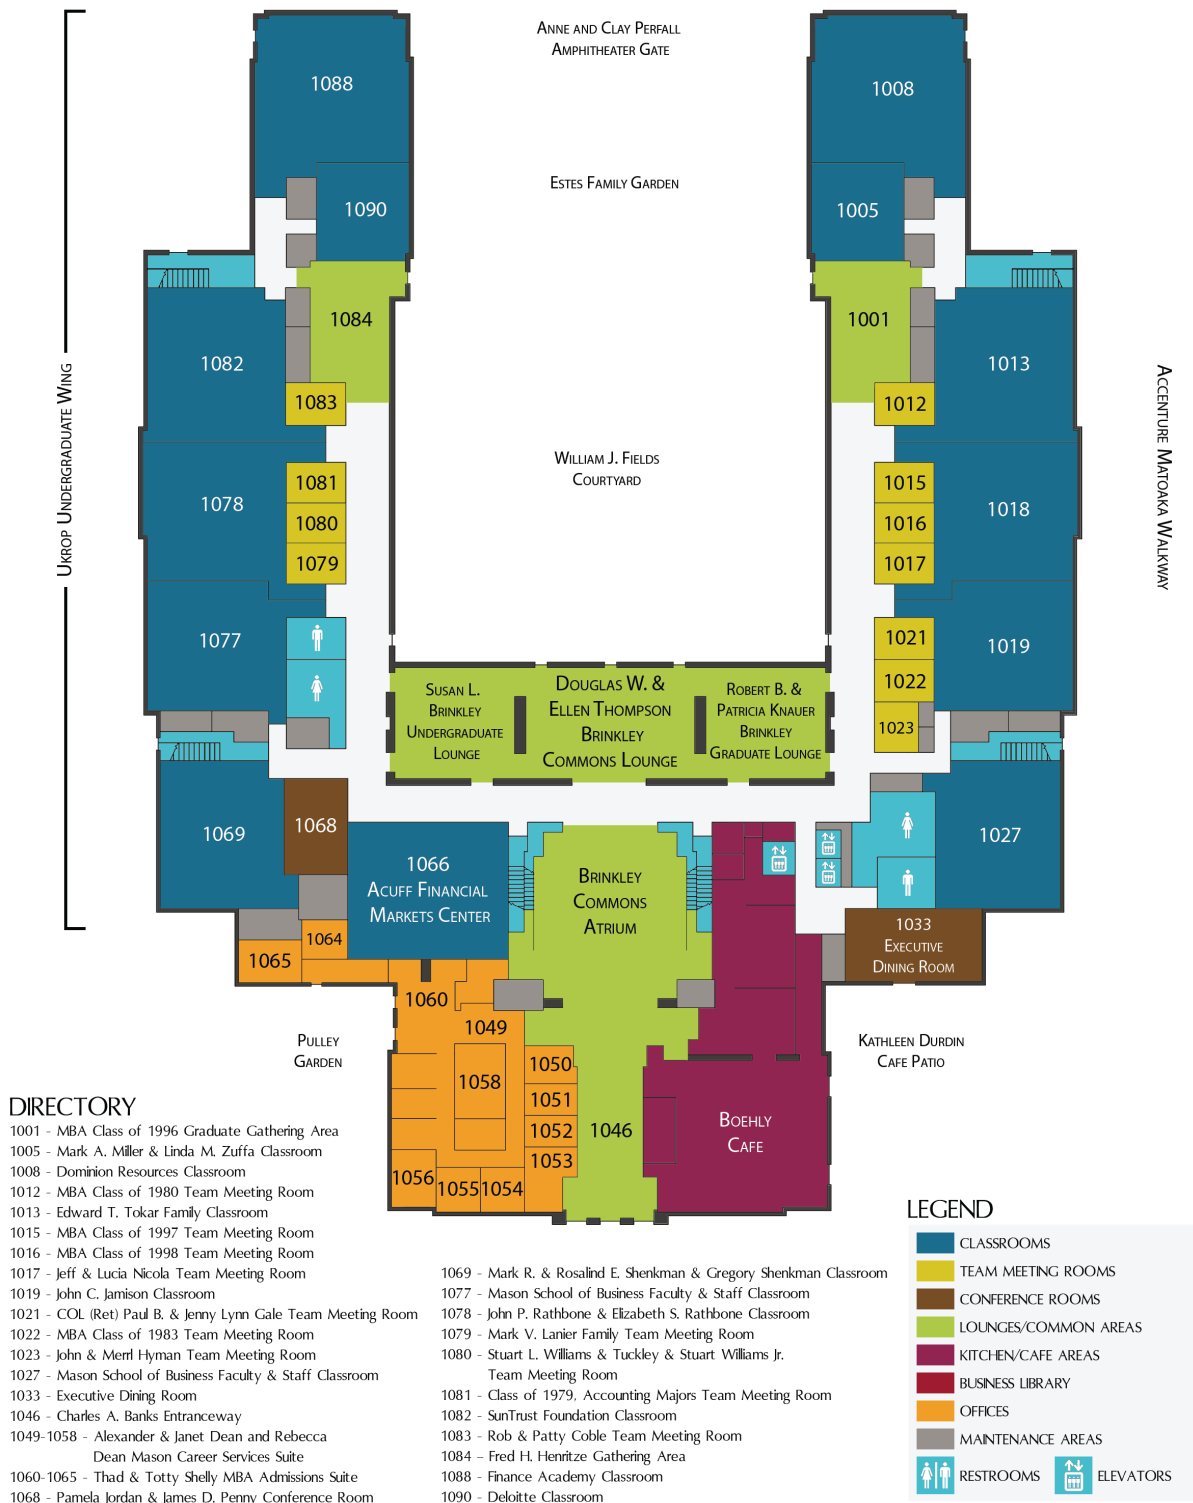 ANNE AND CLAY PERFALL
AMPHITHEATER GATE
1088
1008
ESTES FAMILY GARDEN
1090
1005
1084
1001
1082
1013
1083
1012
UKROP UNDERGRADUATE WING
ACCENTURE MATOAKA WALKWAY
WILLIAM J. FIELDS
COURTYARD
1081
1015
1078
1018
1080
1016
1079
1017
1077
1021
1019
1022
1023
SUSAN L.
BRINKLEY
UNDERGRADUATE
LOUNGE
DOUGLAS W. &
ELLEN THOMPSON
BRINKLEY
COMMONS LOUNGE
ROBERT B. &
PATRICIA KNAUER
BRINKLEY
GRADUATE LOUNGE
1069
1068
1066
ACUFF FINANCIAL
MARKETS CENTER
BRINKLEY
COMMONS
ATRIUM
1027
1033
EXECUTIVE
DINING ROOM
1064
1065
1060
1049
PULLEY
GARDEN
KATHLEEN DURDIN
CAFE PATIO
1050
1058
1051
1052
1046
1053
BOEHLY
CAFE
1056
1055
1054
DIRECTORY
1001 - MBA Class of 1996 Graduate Gathering Area
1005 - Mark A. Miller & Linda M. Zuffa Classroom
1008 - Dominion Resources Classroom
1012 - MBA Class of 1980 Team Meeting Room
1013 - Edward T. Tokar Family Classroom
1015 - MBA Class of 1997 Team Meeting Room
1016 - MBA Class of 1998 Team Meeting Room
1017 - Jeff & Lucia Nicola Team Meeting Room
1019 - John C. Jamison Classroom
1021 - COL (Ret) Paul B. & Jenny Lynn Gale Team Meeting Room
1022 - MBA Class of 1983 Team Meeting Room
1023 - John & Merrl Hyman Team Meeting Room
1027 - Mason School of Business Faculty & Staff Classroom
1033 - Executive Dining Room
1046 - Charles A. Banks Entranceway
1049-1058 - Alexander & Janet Dean and Rebecca
Dean Mason Career Services Suite
1060-1065 - Thad & Totty Shelly MBA Admissions Suite
1068 - Pamela Jordan & James D. Penny Conference Room
1069 - Mark R. & Rosalind E. Shenkman & Gregory Shenkman Classroom
1077 - Mason School of Business Faculty & Staff Classroom
1078 - John P. Rathbone & Elizabeth S. Rathbone Classroom
1079 - Mark V. Lanier Family Team Meeting Room
1080 - Stuart L. Williams & Tuckley & Stuart Williams Jr.
Team Meeting Room
1081 - Class of 1979, Accounting Majors Team Meeting Room
1082 - SunTrust Foundation Classroom
1083 - Rob & Patty Coble Team Meeting Room
1084 – Fred H. Henritze Gathering Area
1088 - Finance Academy Classroom
1090 - Deloitte Classroom
LEGEND
CLASSROOMS
TEAM MEETING ROOMS
CONFERENCE ROOMS
LOUNGES/COMMON AREAS
KITCHEN/CAFE AREAS
BUSINESS LIBRARY
OFFICES
MAINTENANCE AREAS
RESTROOMS
ELEVATORS